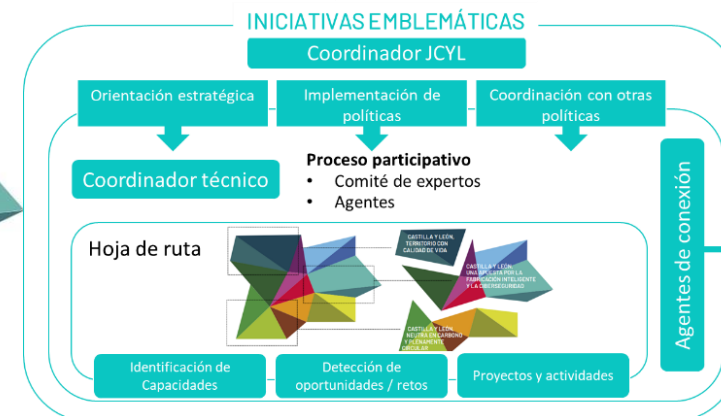 INICIATIVAS EMBLEMÁTICAS
Coordinador JCYL
Orientación estratégica
Implementación de
políticas
Coordinación con otras
políticas
Coordinador técnico
Proceso participativo
• Comité de expertos
• Agentes
Agentes de conexión
Hoja de ruta
CASTILLA Y LEÓN,
TERRITORIO CON
CALIDAD DE VIDA
CASTILLA Y LEÓN,
UNA APUESTA POR LA
FABRICACIÓN INTELIGENTE
Y LA CIBERSEGURIDAD
CASTILLA Y LEÓN,
NEUTRA EN CARBONO
Y PLENAMENTE
CIRCULAR
Identificación de
Capacidades
Detección de
oportunidades / retos
Proyectos y actividades